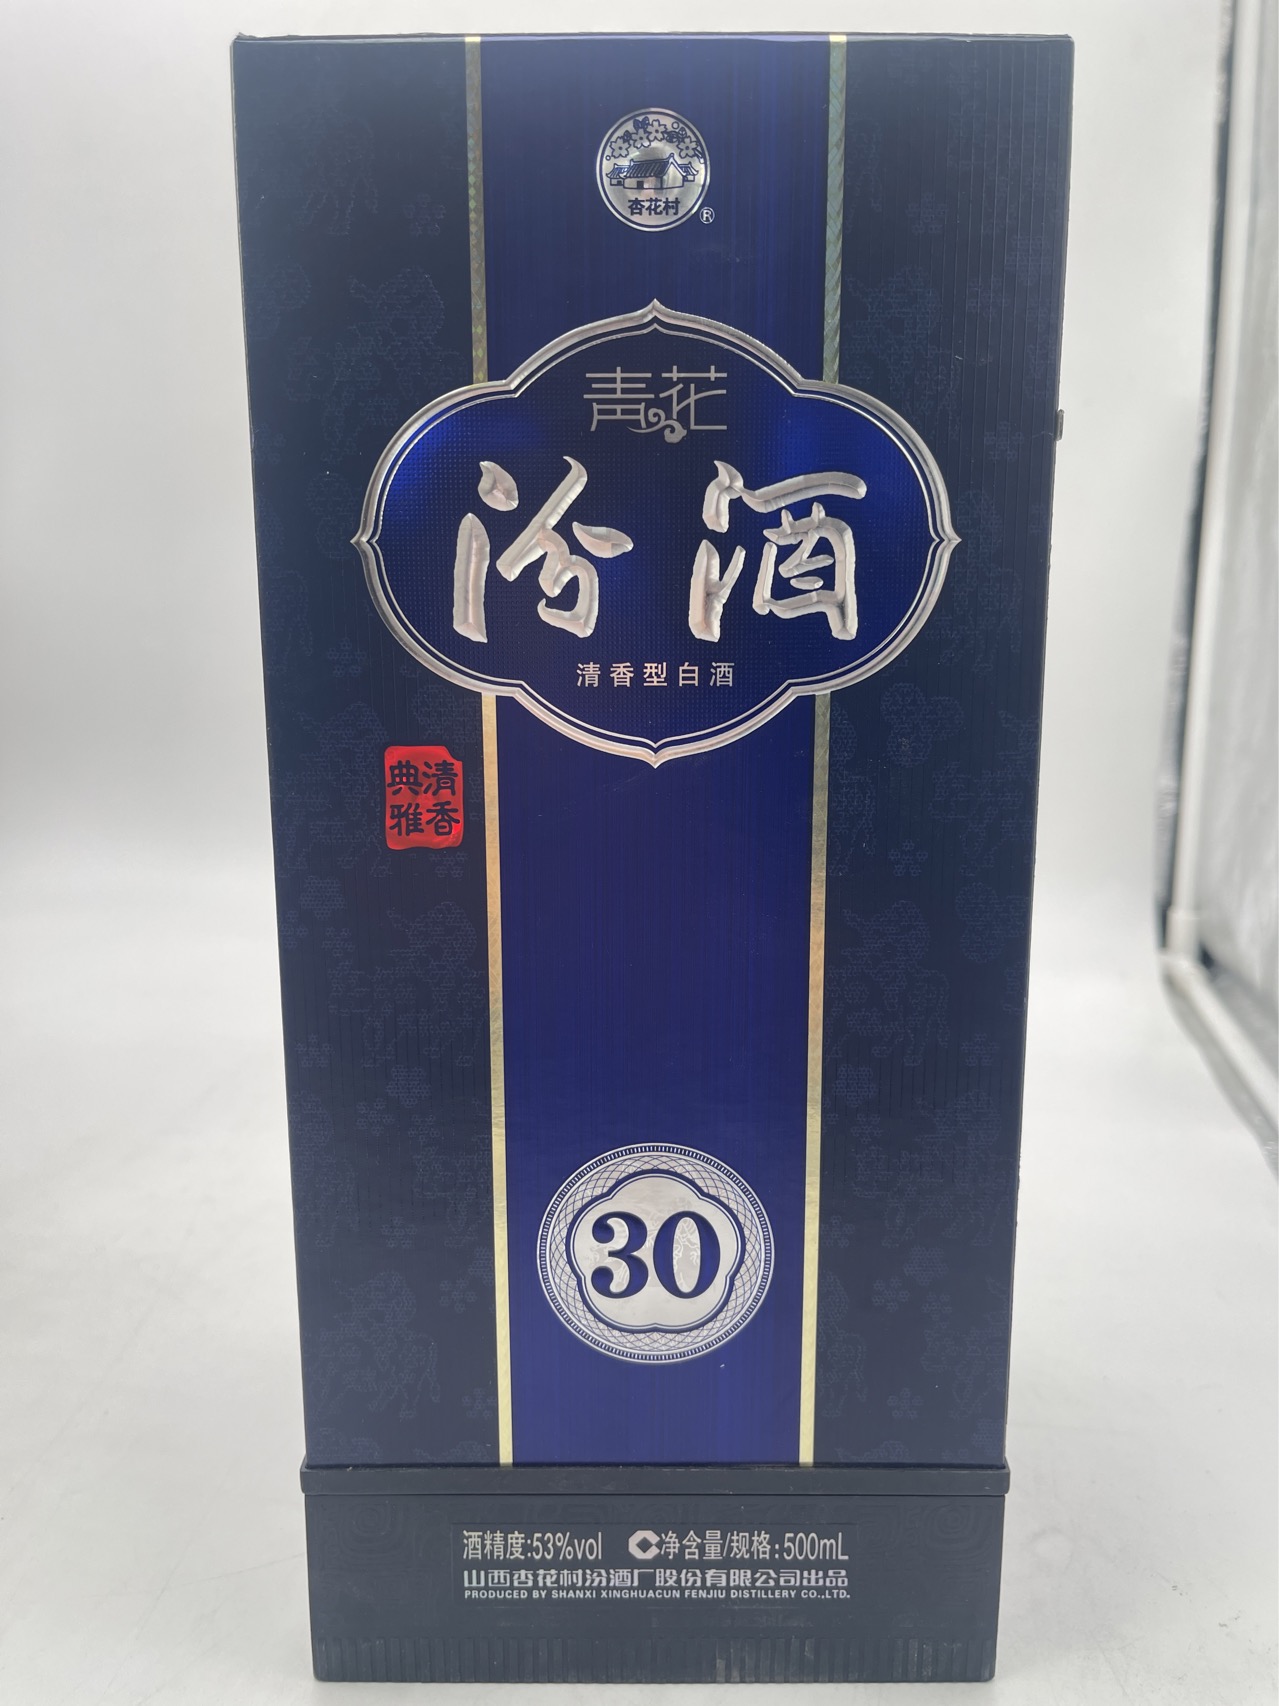 杏花村
®
青花
汾酒
清香型白酒
清香
典雅
30
酒精度:53%vol 净含量/规格:500mL
山西杏花村汾酒厂股份有限公司出品
PRODUCED BY SHANXI XINGHUACUN FENJIU DISTILLERY CO.,LTD.